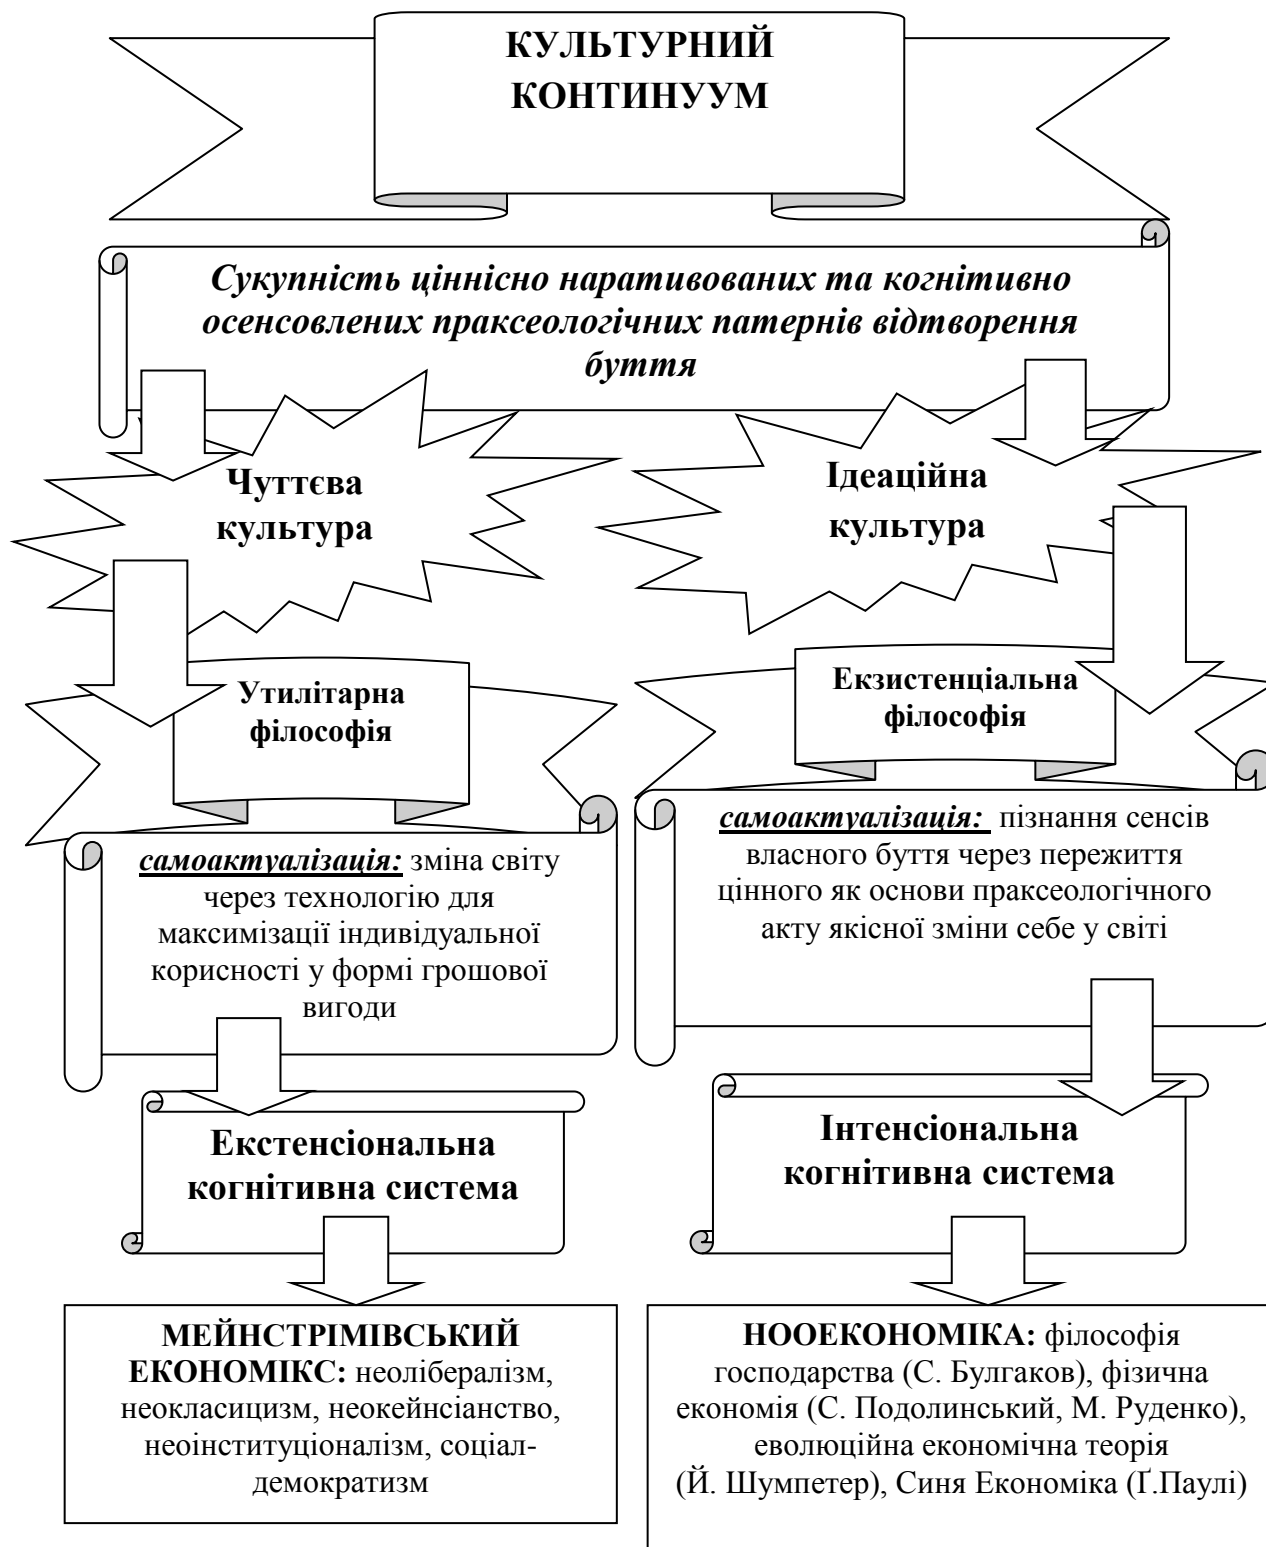 КУЛЬТУРНИЙ
КОНТИНУУМ
Сукупність ціннісно наративованих та когнітивно
осенсовлених праксеологічних патернів відтворення
буття
Чуттєва
культура
Ідеаційна
культура
Утилітарна
філософія
Екзистенціальна
філософія
самоактуалізація: зміна світу
через технологію для
максимізації індивідуальної
корисності у формі грошової
вигоди
самоактуалізація: пізнання сенсів
власного буття через пережиття
цінного як основи праксеологічного
акту якісної зміни себе у світі
Екстенсіональна
когнітивна система
Інтенсіональна
когнітивна система
МЕЙНСТРІМІВСЬКИЙ
ЕКОНОМІКС: неолібералізм,
неокласицизм, неокейнсіанство,
неоінституціоналізм, соціал-
демократизм
НООЕКОНОМІКА: філософія
господарства (С. Булгаков), фізична
економія (С. Подолинський, М. Руденко),
еволюційна економічна теорія
(Й. Шумпетер), Синя Економіка (Ґ.Паулі)